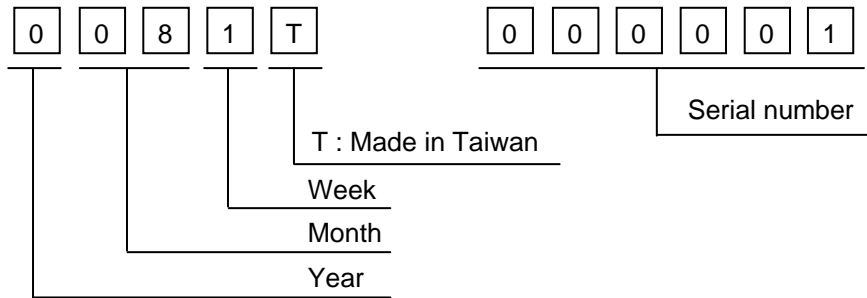 0 0 8 1 T 0 0 0 0 0 1
Serial number
T : Made in Taiwan
Week
Month
Year